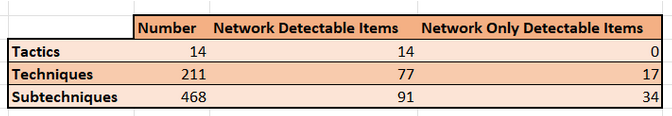 Number Network Detectable Items Network Only Detectable Items
Tactics 14 14 0
Techniques 211 77 17
Subtechniques 468 91 34